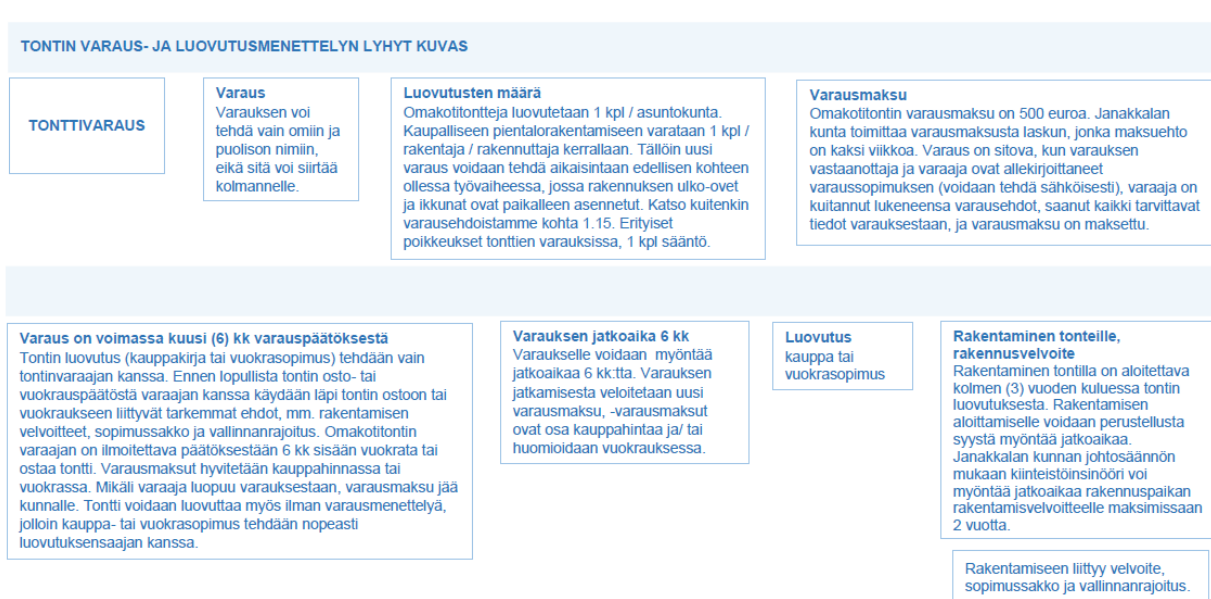 TONTIN VARAUS- JA LUOVUTUSMENETTELYN LYHYT KUVAS
TONTTIVARAUS
Varaus
Varauksen voi
tehdä vain omiin ja
puolison nimiin,
eikä sitä voi siirtää
kolmannelle.
Luovutusten määrä
Omakotitontteja luovutetaan 1 kpl / asuntokunta.
Kaupalliseen pientalorakentamiseen varataan 1 kpl /
rakentaja / rakennuttaja kerrallaan. Tällöin uusi
varaus voidaan tehdä aikaisintaan edellisen kohteen
ollessa työvaiheessa, jossa rakennuksen ulko-ovet
ja ikkunat ovat paikalleen asennetut. Katso kuitenkin
varausehdoistamme kohta 1.15. Erityiset
poikkeukset tonttien varauksissa, 1 kpl sääntö.
Varausmaksu
Omakotitontin varausmaksu on 500 euroa. Janakkalan
kunta toimittaa varausmaksusta laskun, jonka maksuehto
on kaksi viikkoa. Varaus on sitova, kun varauksen
vastaanottaja ja varaaja ovat allekirjoittaneet
varaussopimuksen (voidaan tehdä sähköisesti), varaaja on
kuitannut lukeneensa varausehdot, saanut kaikki tarvittavat
tiedot varauksestaan, ja varausmaksu on maksettu.
Varaus on voimassa kuusi (6) kk varauspäätöksestä
Tontin luovutus (kauppakirja tai vuokrasopimus) tehdään vain
tontinvaraajan kanssa. Ennen lopullista tontin osto- tai
vuokrauspäätöstä varaajan kanssa käydään läpi tontin ostoon tai
vuokraukseen liittyvät tarkemmat ehdot, mm. rakentamisen
velvoitteet, sopimussakko ja vallinnanrajoitus. Omakotitontin
varaajan on ilmoitettava päätöksestään 6 kk sisään vuokrata tai
ostaa tontti. Varausmaksut hyvitetään kauppahinnassa tai
vuokrassa. Mikäli varaaja luopuu varauksestaan, varausmaksu jää
kunnalle. Tontti voidaan luovuttaa myös ilman varausmenettelyä,
jolloin kauppa- tai vuokrasopimus tehdään nopeasti
luovutuksensaajan kanssa.
Varauksen jatkoaika 6 kk
Varaukselle voidaan myöntää
jatkoaikaa 6 kk:tta. Varauksen
jatkamisesta veloitetaan uusi
varausmaksu, -varausmaksut
ovat osa kauppahintaa ja/ tai
huomioidaan vuokrauksessa.
Luovutus
kauppa tai
vuokrasopimus
Rakentaminen tonteille,
rakennusvelvoite
Rakentaminen tontilla on aloitettava
kolmen (3) vuoden kuluessa tontin
luovutuksesta. Rakentamisen
aloittamiselle voidaan perustellusta
syystä myöntää jatkoaikaa.
Janakkalan kunnan johtosäännön
mukaan kiinteistöinsinööri voi
myöntää jatkoaikaa rakennuspaikan
rakentamisvelvoitteelle maksimissaan
2 vuotta.
Rakentamiseen liittyy velvoite,
sopimussakko ja vallinnanrajoitus.